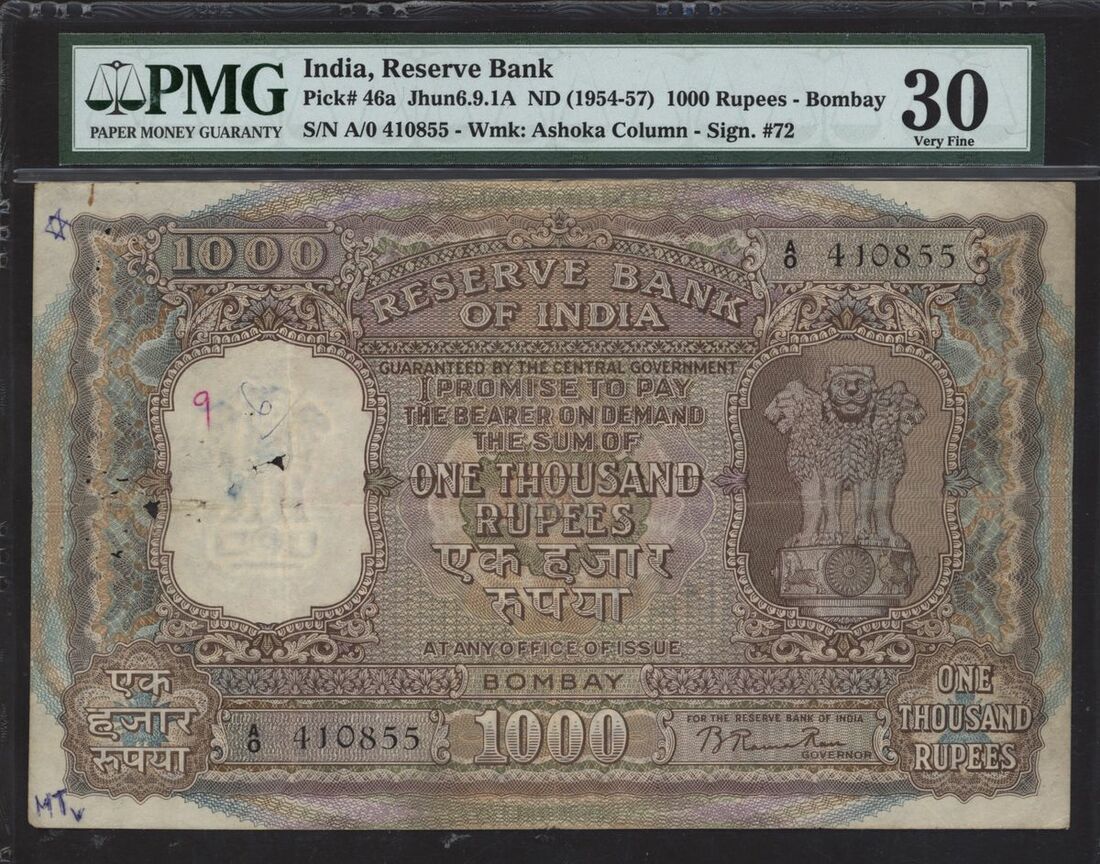 PMG
PAPER MONEY GUARANTY
India, Reserve Bank
Pick# 46a Jhun6.9.1A ND (1954-57) 1000 Rupees - Bombay
S/N A/0 410855 - Wmk: Ashoka Column - Sign. #72
30
Very Fine
1000
A/0 410855
RESERVE BANK
OF INDIA
GUARANTEED BY THE CENTRAL GOVERNMENT
I PROMISE TO PAY
THE BEARER ON DEMAND
THE SUM OF
ONE THOUSAND
RUPEES
एक हज़ार
रुपया
9
AT ANY OFFICE OF ISSUE
BOMBAY
एक
हज़ार
रूपया
A/0 410855
1000
FOR THE RESERVE BANK OF INDIA
B Rama Rau
GOVERNOR
ONE
THOUSAND
RUPEES
MTV